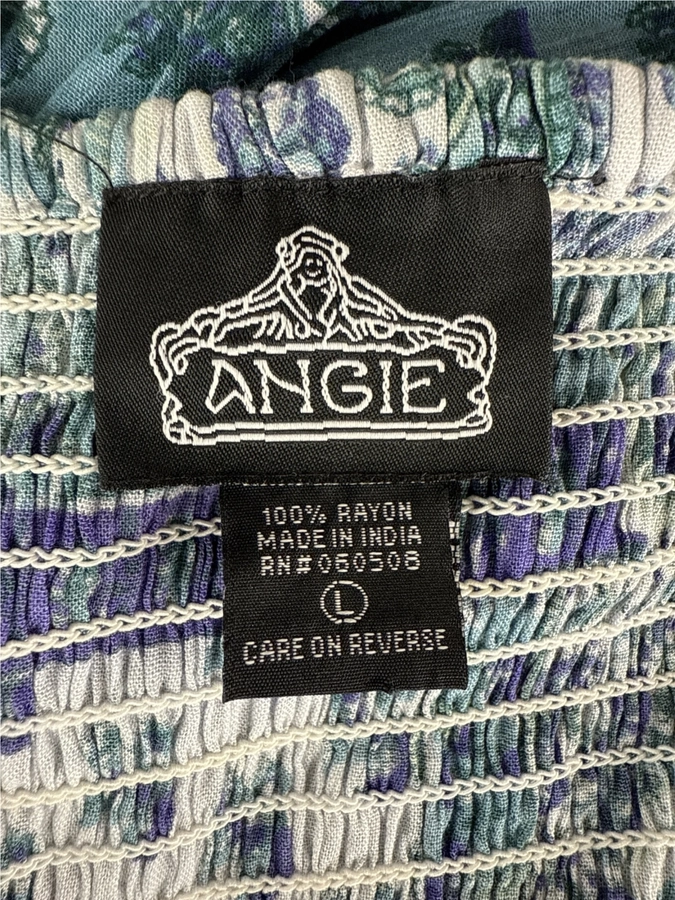 ANGIE
100% RAYON
MADE IN INDIA
RN#060508
L
CARE ON REVERSE